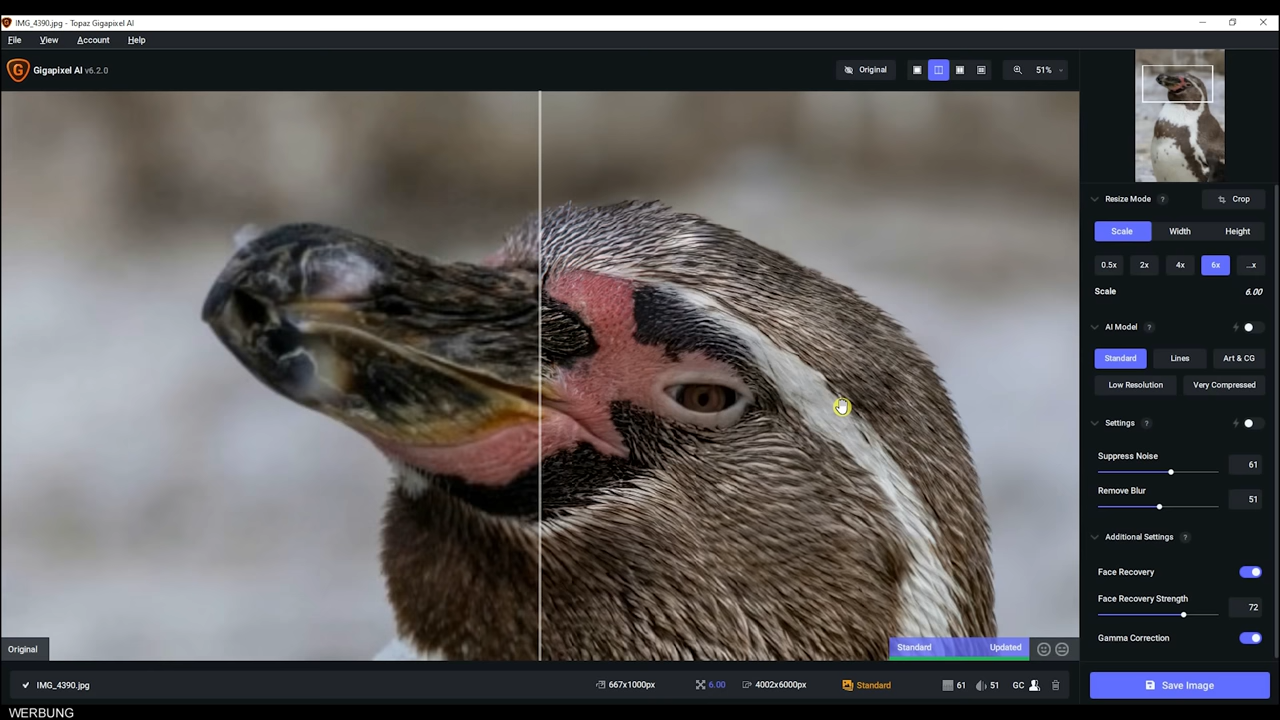 IMG_4390.jpg - Topaz Gigapixel AI
File View Account Help
G Gigapixel AI v6.2.0
Original
51%
Resize Mode ?
Crop
Scale Width Height
0.5x 2x 4x 6x ...x
Scale 6.00
AI Model ?
Standard Lines Art & CG
Low Resolution Very Compressed
Settings ?
Suppress Noise 61
Remove Blur 51
Additional Settings ?
Face Recovery
Face Recovery Strength 72
Gamma Correction
Original
Standard Updated
IMG_4390.jpg 667x1000px 6.00 4002x6000px Standard 61 51 GC
Save Image
WERBUNG